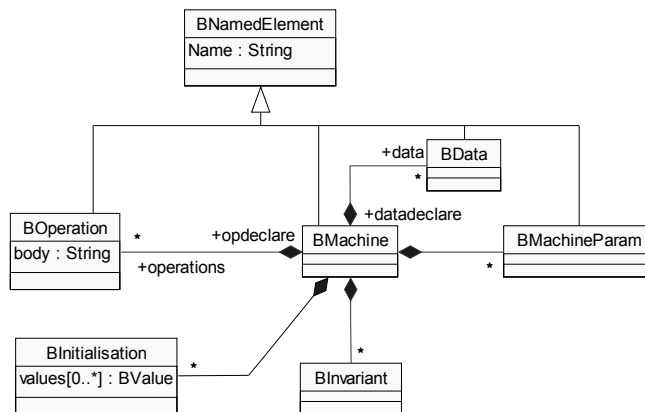 BNamedElement
Name : String
+data
BData
*
+datadeclare
BOperation
body : String
*
+opdeclare
BMachine
BMachineParam
+operations
*
BInitialisation
values[0..*] : BValue
*
*
BInvariant